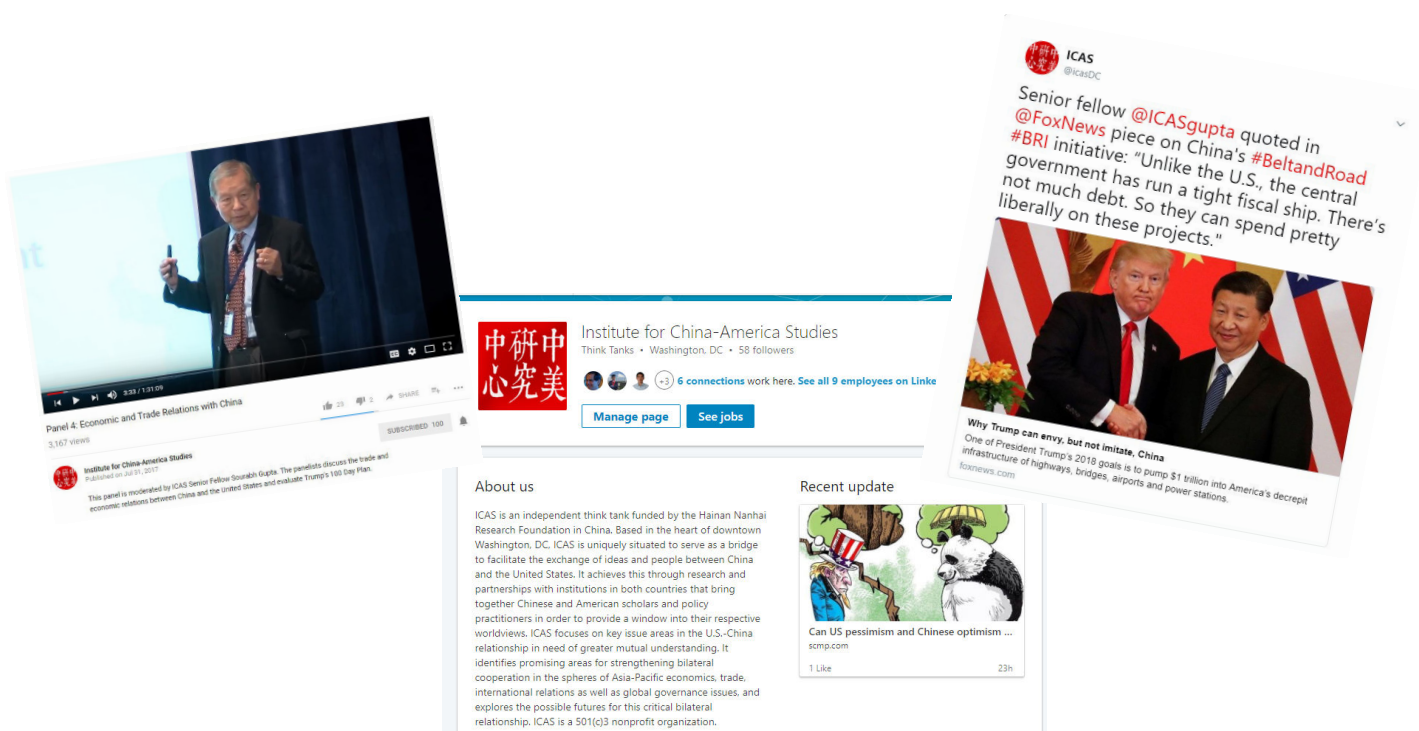 nt
3:33 / 1:31:09
Panel 4: Economic and Trade Relations with China
3,167 views
25
2
SHARE
SUBSCRIBED 100
Institute for China-America Studies
Published on Jul 31, 2017
This panel is moderated by ICAS Senior Fellow Sourabh Gupta. The panelists discuss the trade and
economic relations between China and the United States and evaluate Trump's 100 Day Plan.
中研中
心究美
Institute for China-America Studies
Think Tanks • Washington, DC • 58 followers
+3
6 connections work here. See all 9 employees on Linke
Manage page
See jobs
About us
ICAS is an independent think tank funded by the Hainan Nanhai
Research Foundation in China. Based in the heart of downtown
Washington, DC, ICAS is uniquely situated to serve as a bridge
to facilitate the exchange of ideas and people between China
and the United States. It achieves this through research and
partnerships with institutions in both countries that bring
together Chinese and American scholars and policy
practitioners in order to provide a window into their respective
worldviews. ICAS focuses on key issue areas in the U.S.-China
relationship in need of greater mutual understanding. It
identifies promising areas for strengthening bilateral
cooperation in the spheres of Asia-Pacific economics, trade,
international relations as well as global governance issues, and
explores the possible futures for this critical bilateral
relationship. ICAS is a 501(c)3 nonprofit organization.
Recent update
Can US pessimism and Chinese optimism ...
scmp.com
1 Like
23h
中研中
心究美
ICAS
@icasDC
Senior fellow @ICASgupta quoted in
@FoxNews piece on China's #BeltandRoad
#BRI initiative: "Unlike the U.S., the central
government has run a tight fiscal ship. There's
not much debt. So they can spend pretty
liberally on these projects."
Why Trump can envy, but not imitate, China
One of President Trump's 2018 goals is to pump $1 trillion into America's decrepit
infrastructure of highways, bridges, airports and power stations.
foxnews.com